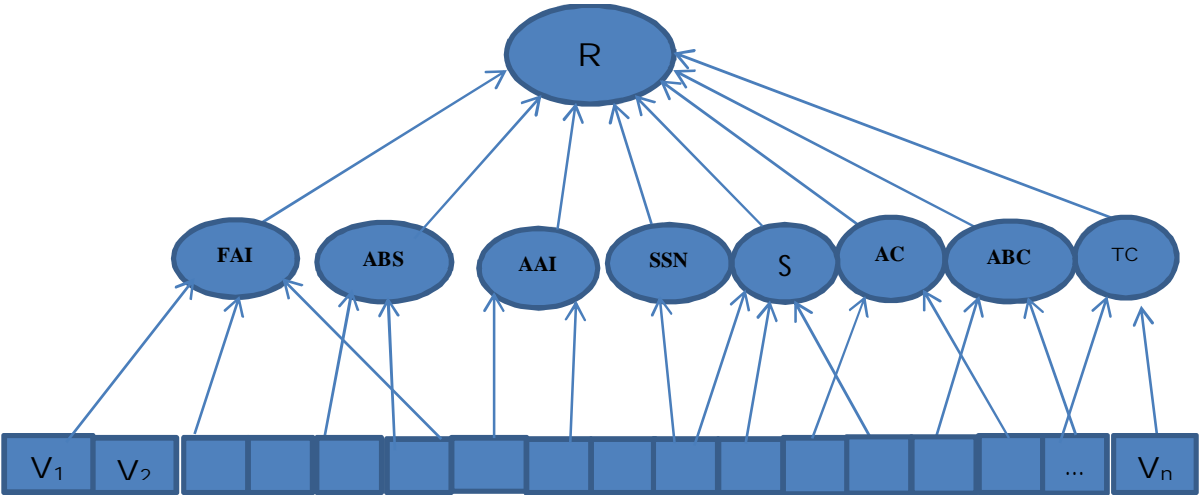 R
FAI
ABS
AAI
SSN
S
AC
ABC
TC
V₁
V₂
...
Vₙ